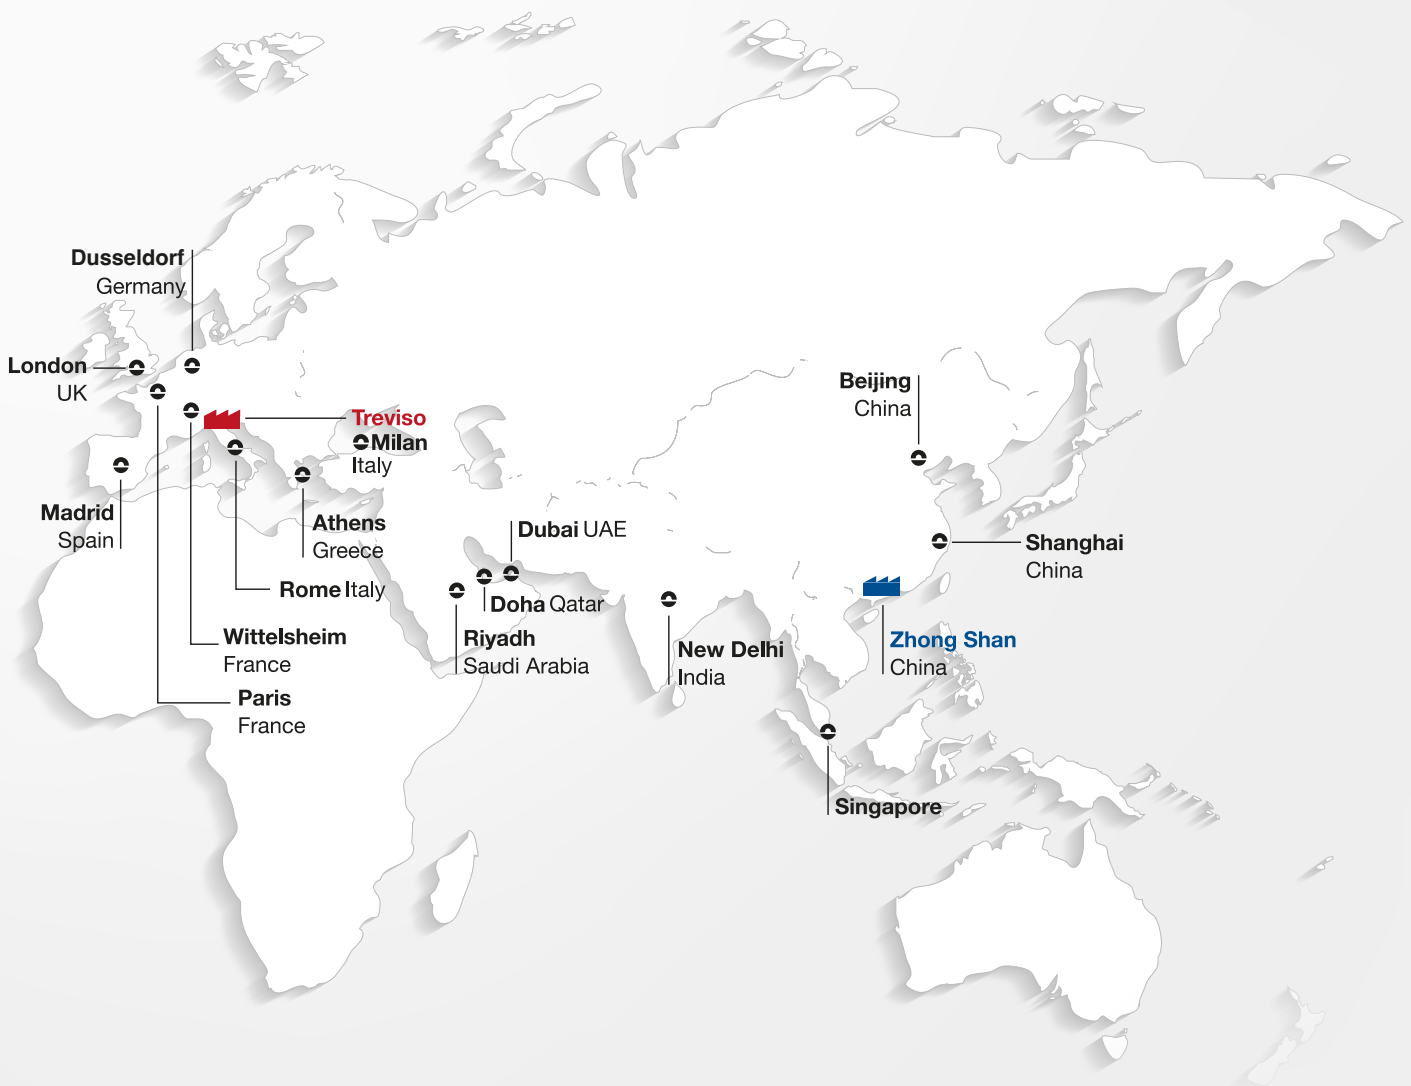 Dusseldorf
Germany
London
UK
Treviso
Milan
Italy
Madrid
Spain
Athens
Greece
Rome Italy
Wittelsheim
France
Paris
France
Dubai UAE
Doha Qatar
Riyadh
Saudi Arabia
New Delhi
India
Beijing
China
Shanghai
China
Zhong Shan
China
Singapore